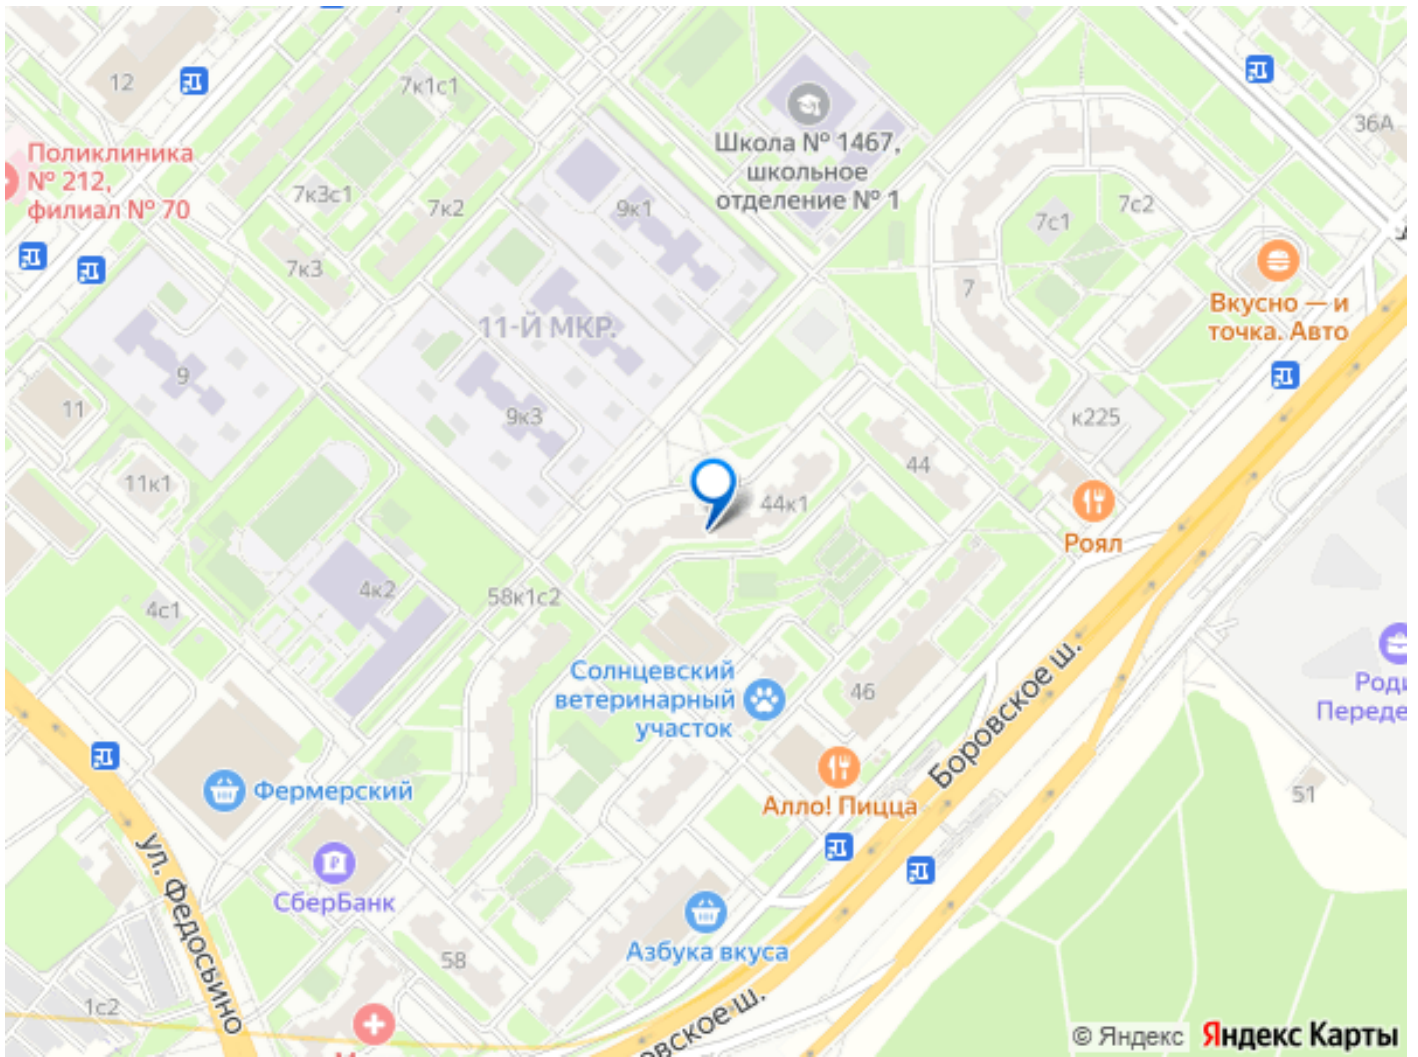 12
7к1с1
36А
Школа № 1467,
школьное
отделение № 1
Поликлиника
№ 212,
филиал № 70
7к3с1
7к2
9к1
7с2
7с1
7к3
7
Вкусно — и
точка. Авто
11-Й МКР.
9
11
9к3
к225
44
11к1
44к1
Роял
4к2
58к1с2
4с1
Солнцевский
ветеринарный
участок
46
Боровское ш.
51
Фермерский
Алло! Пицца
ул. Федосьино
СберБанк
Азбука вкуса
58
1с2
© Яндекс Яндекс Карты